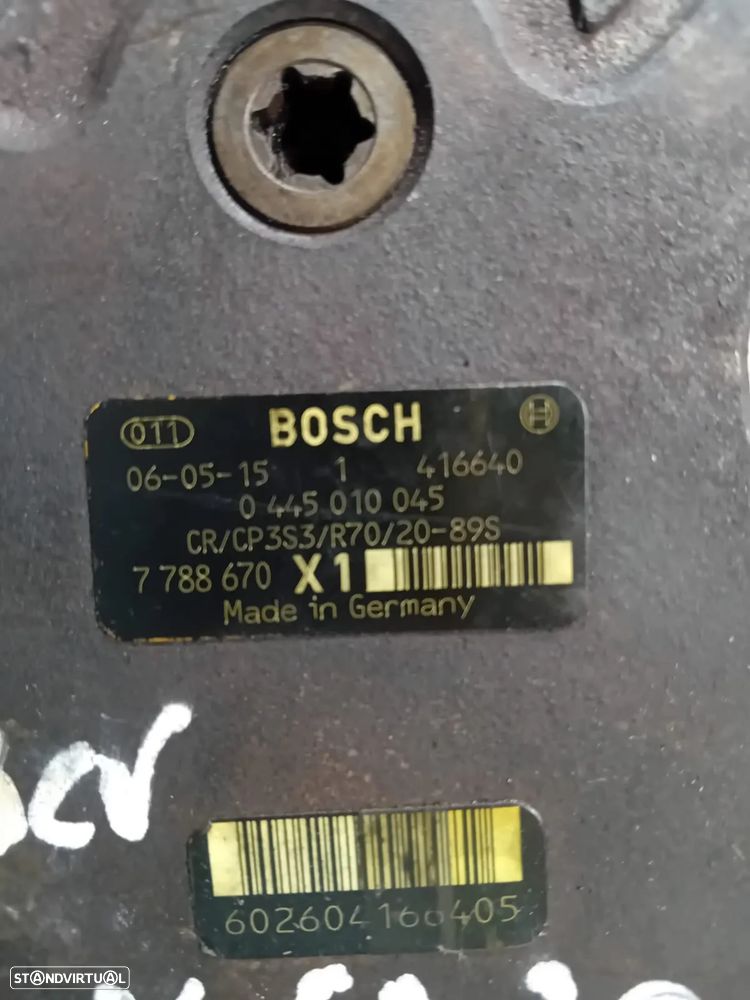 011 BOSCH
06-05-15 1 416640
0 445 010 045
CR/CP3S3/R70/20-89S
7 788 670 X1
Made in Germany
602604166405
STANDVIRTUAL